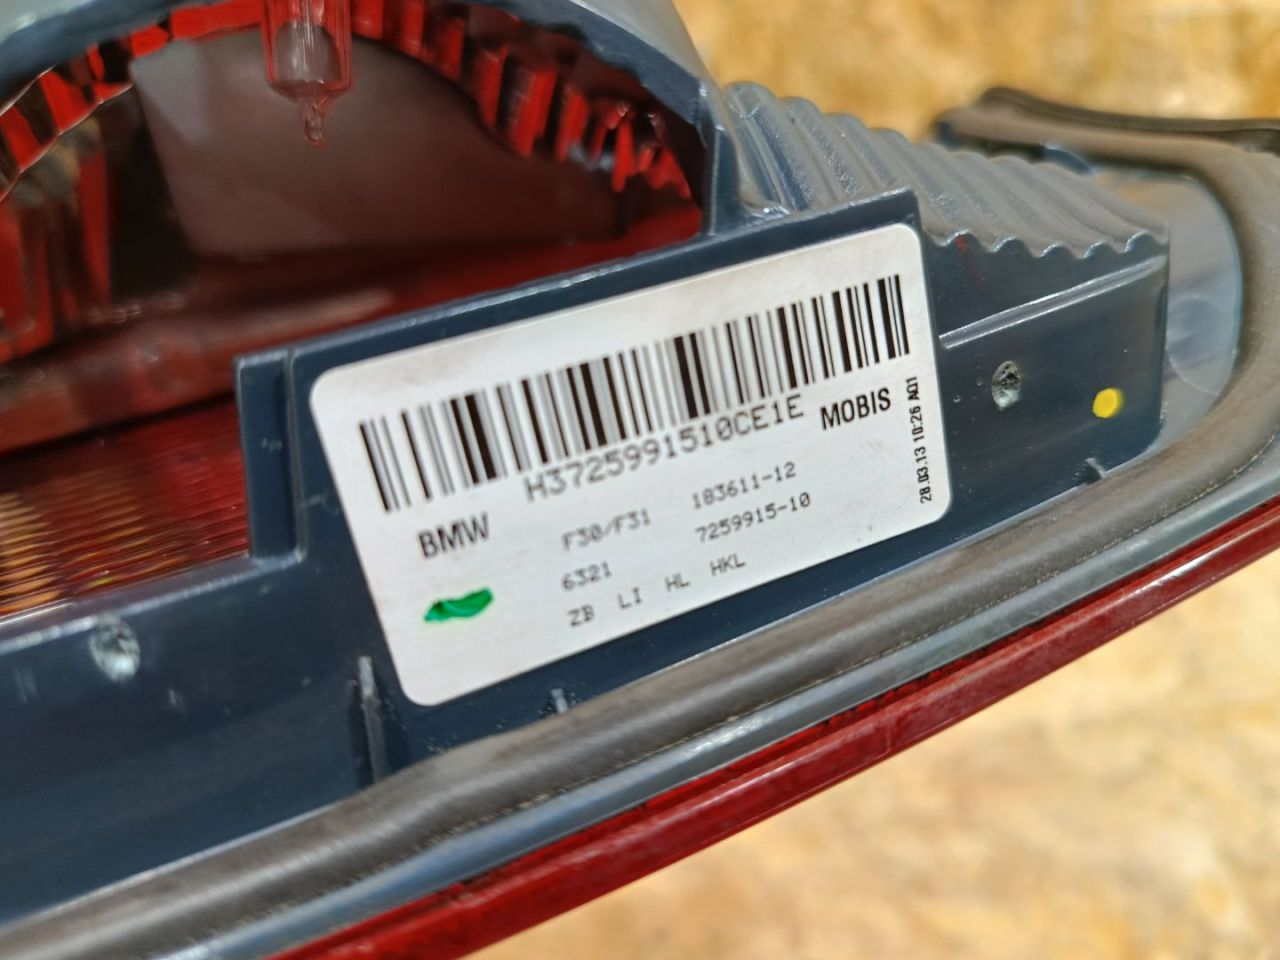 H3725991510CE1E
MOBIS
BMW
F30/F31 183611-12
6321 7259915-10
ZB LI HL HKL
28.03.13 10:26 A01